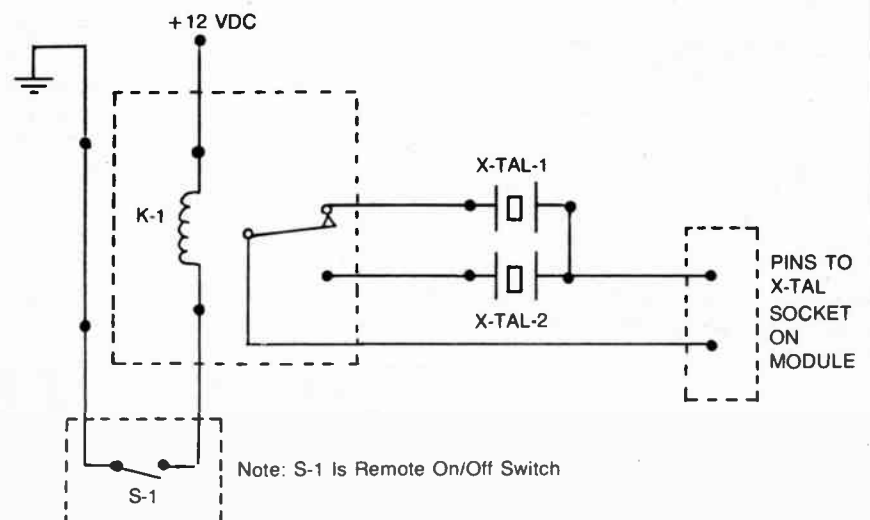 +12 VDC
K-1
X-TAL-1
X-TAL-2
PINS TO
X-TAL
SOCKET
ON
MODULE
S-1
Note: S-1 Is Remote On/Off Switch